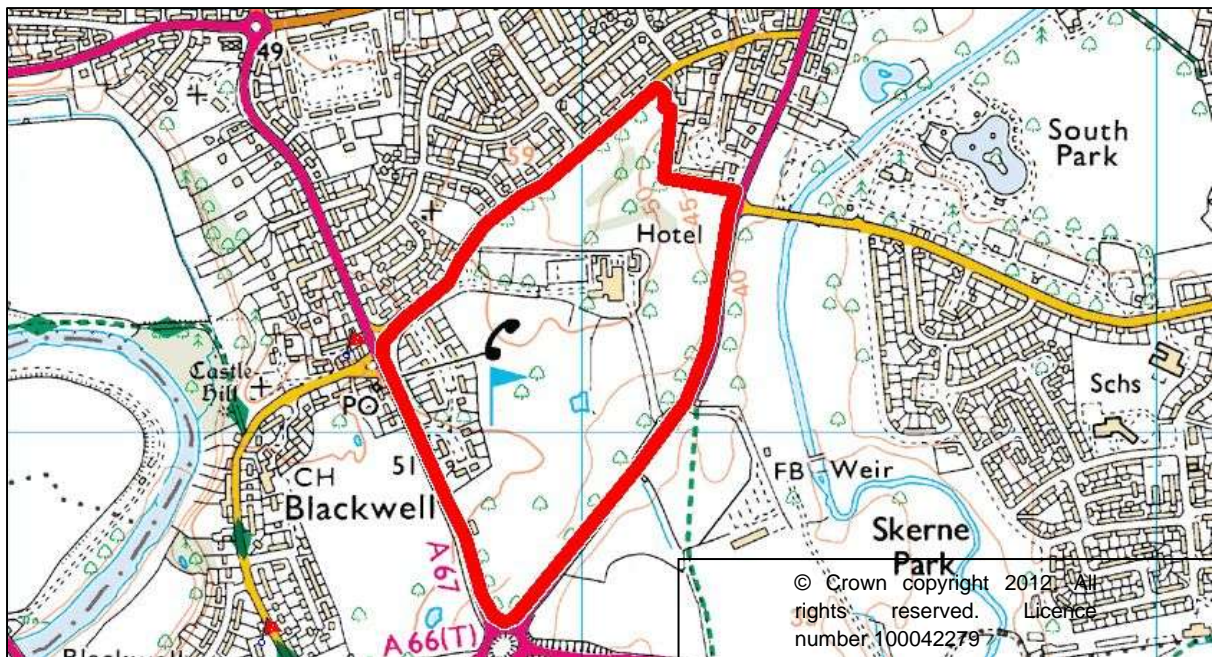 49
South
Park
59
50
45
Hotel
40
Castle
Hill
PO
Schs
51
CH
Blackwell
FB
Weir
Skerne
Park
A 67
A 66(T)
© Crown copyright 2012 All
rights reserved. Licence
number 100042279